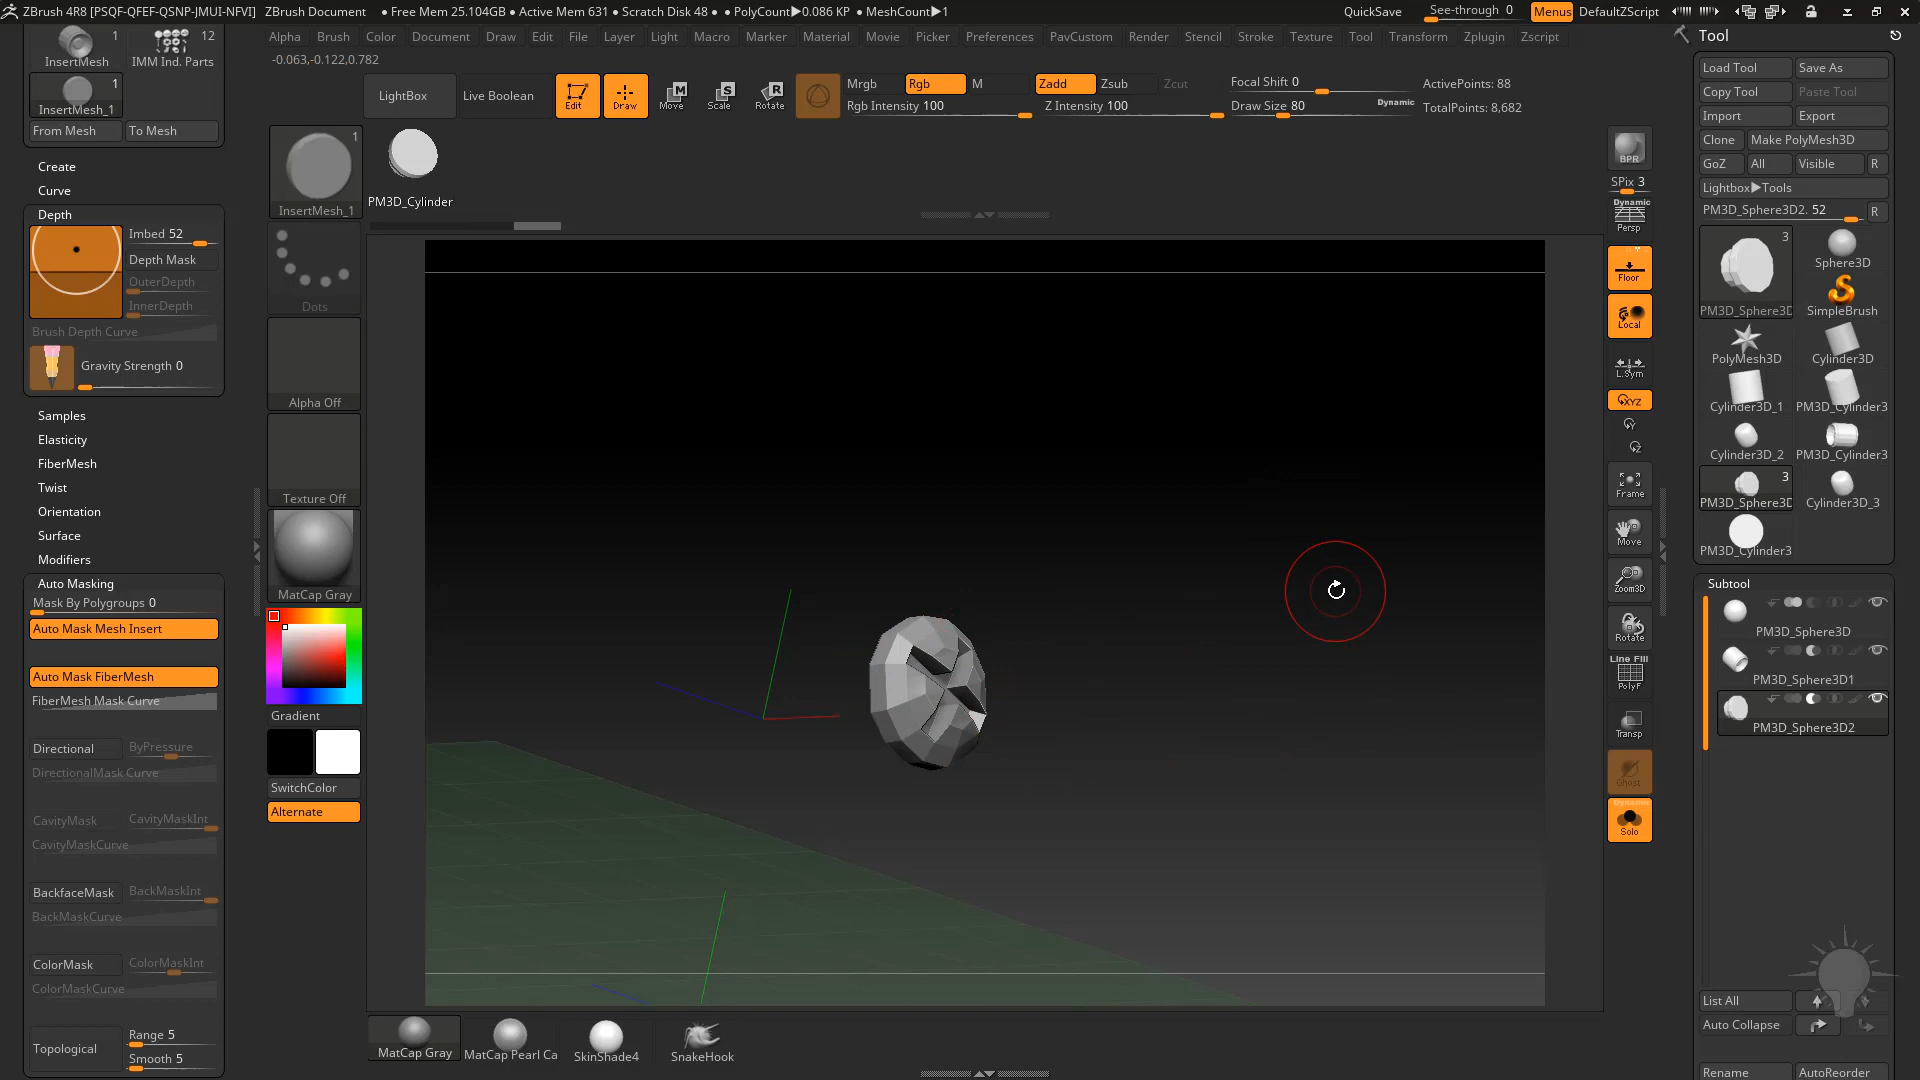 ZBrush 4R8 [PSQF-QFEF-QSNP-JMUI-NFVI] ZBrush Document ● Free Mem 25.104GB ● Active Mem 631 ● Scratch Disk 48 ● PolyCount▶0.086 KP ● MeshCount▶1 QuickSave See-through 0 Menus DefaultZScript
Alpha Brush Color Document Draw Edit File Layer Light Macro Marker Material Movie Picker Preferences PavCustom Render Stencil Stroke Texture Tool Transform Zplugin Zscript
-0.063,-0.122,0.782
1 12
InsertMesh IMM Ind. Parts
1
InsertMesh_1
From Mesh To Mesh
Create
Curve
Depth
Imbed 52
Depth Mask
OuterDepth
InnerDepth
Brush Depth Curve
Gravity Strength 0
Samples
Elasticity
FiberMesh
Twist
Orientation
Surface
Modifiers
Auto Masking
Mask By Polygroups 0
Auto Mask Mesh Insert
Auto Mask FiberMesh
FiberMesh Mask Curve
Directional ByPressure
DirectionalMask Curve
CavityMask CavityMaskInt
CavityMaskCurve
BackfaceMask BackMaskInt
BackMaskCurve
ColorMask ColorMaskInt
ColorMaskCurve
Topological Range 5
Smooth 5
LightBox Live Boolean Edit Draw Move Scale Rotate
Mrgb Rgb M Zadd Zsub Zcut
Rgb Intensity 100 Z Intensity 100
Focal Shift 0
Draw Size 80 Dynamic
ActivePoints: 88
TotalPoints: 8,682
1
InsertMesh_1 PM3D_Cylinder
Dots
Alpha Off
Texture Off
MatCap Gray
Gradient
SwitchColor
Alternate
MatCap Gray MatCap Pearl Ca SkinShade4 SnakeHook
BPR
SPix 3
Dynamic
Persp
Floor
Local
L.Sym
XYZ
Y
Z
Frame
Move
Zoom3D
Rotate
Line Fill
PolyF
Transp
Ghost
Dynamic
Solo
Tool
Load Tool Save As
Copy Tool Paste Tool
Import Export
Clone Make PolyMesh3D
GoZ All Visible R
Lightbox▶Tools
PM3D_Sphere3D2. 52 R
3
PM3D_Sphere3D Sphere3D
SimpleBrush
PolyMesh3D Cylinder3D
Cylinder3D_1 PM3D_Cylinder3
Cylinder3D_2 PM3D_Cylinder3
3
PM3D_Sphere3D Cylinder3D_3
PM3D_Cylinder3
Subtool
PM3D_Sphere3D
PM3D_Sphere3D1
PM3D_Sphere3D2
List All
Auto Collapse
Rename AutoReorder